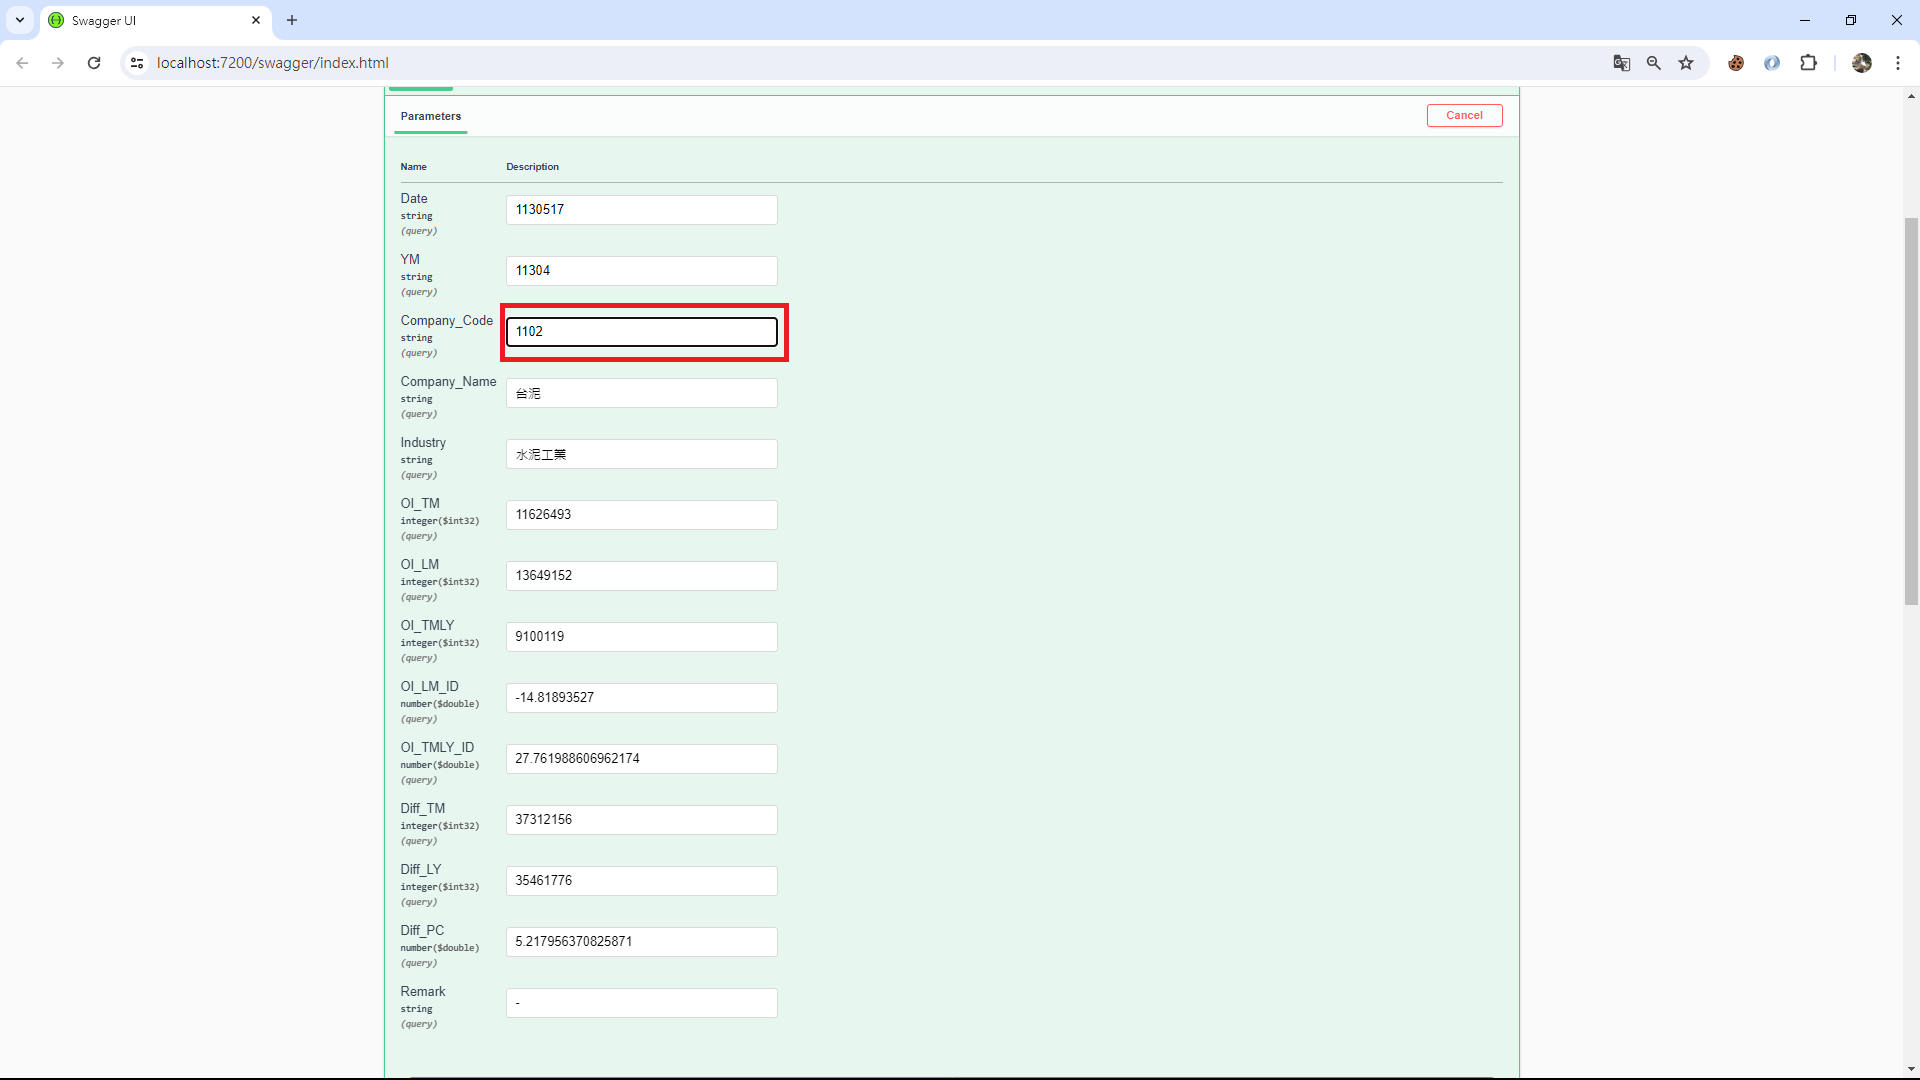 Swagger UI
localhost:7200/swagger/index.html
Parameters
Cancel
Name Description
Date
string
(query)
1130517
YM
string
(query)
11304
Company_Code
string
(query)
1102
Company_Name
string
(query)
台泥
Industry
string
(query)
水泥工業
OI_TM
integer($int32)
(query)
11626493
OI_LM
integer($int32)
(query)
13649152
OI_TMLY
integer($int32)
(query)
9100119
OI_LM_ID
number($double)
(query)
-14.81893527
OI_TMLY_ID
number($double)
(query)
27.761988606962174
Diff_TM
integer($int32)
(query)
37312156
Diff_LY
integer($int32)
(query)
35461776
Diff_PC
number($double)
(query)
5.217956370825871
Remark
string
(query)
-